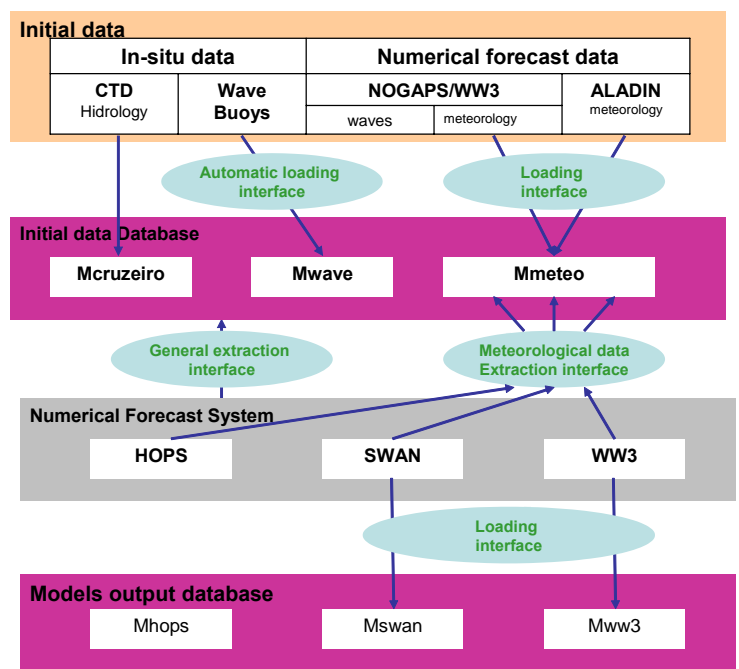 Initial data
In-situ data
Numerical forecast data
CTD
Hidrology
Wave
Buoys
NOGAPS/WW3
waves
meteorology
ALADIN
meteorology
Automatic loading
interface
Loading
interface
Initial data Database
Mcruzeiro
Mwave
Mmeteo
General extraction
interface
Meteorological data
Extraction interface
Numerical Forecast System
HOPS
SWAN
WW3
Loading
interface
Models output database
Mhops
Mswan
Mww3